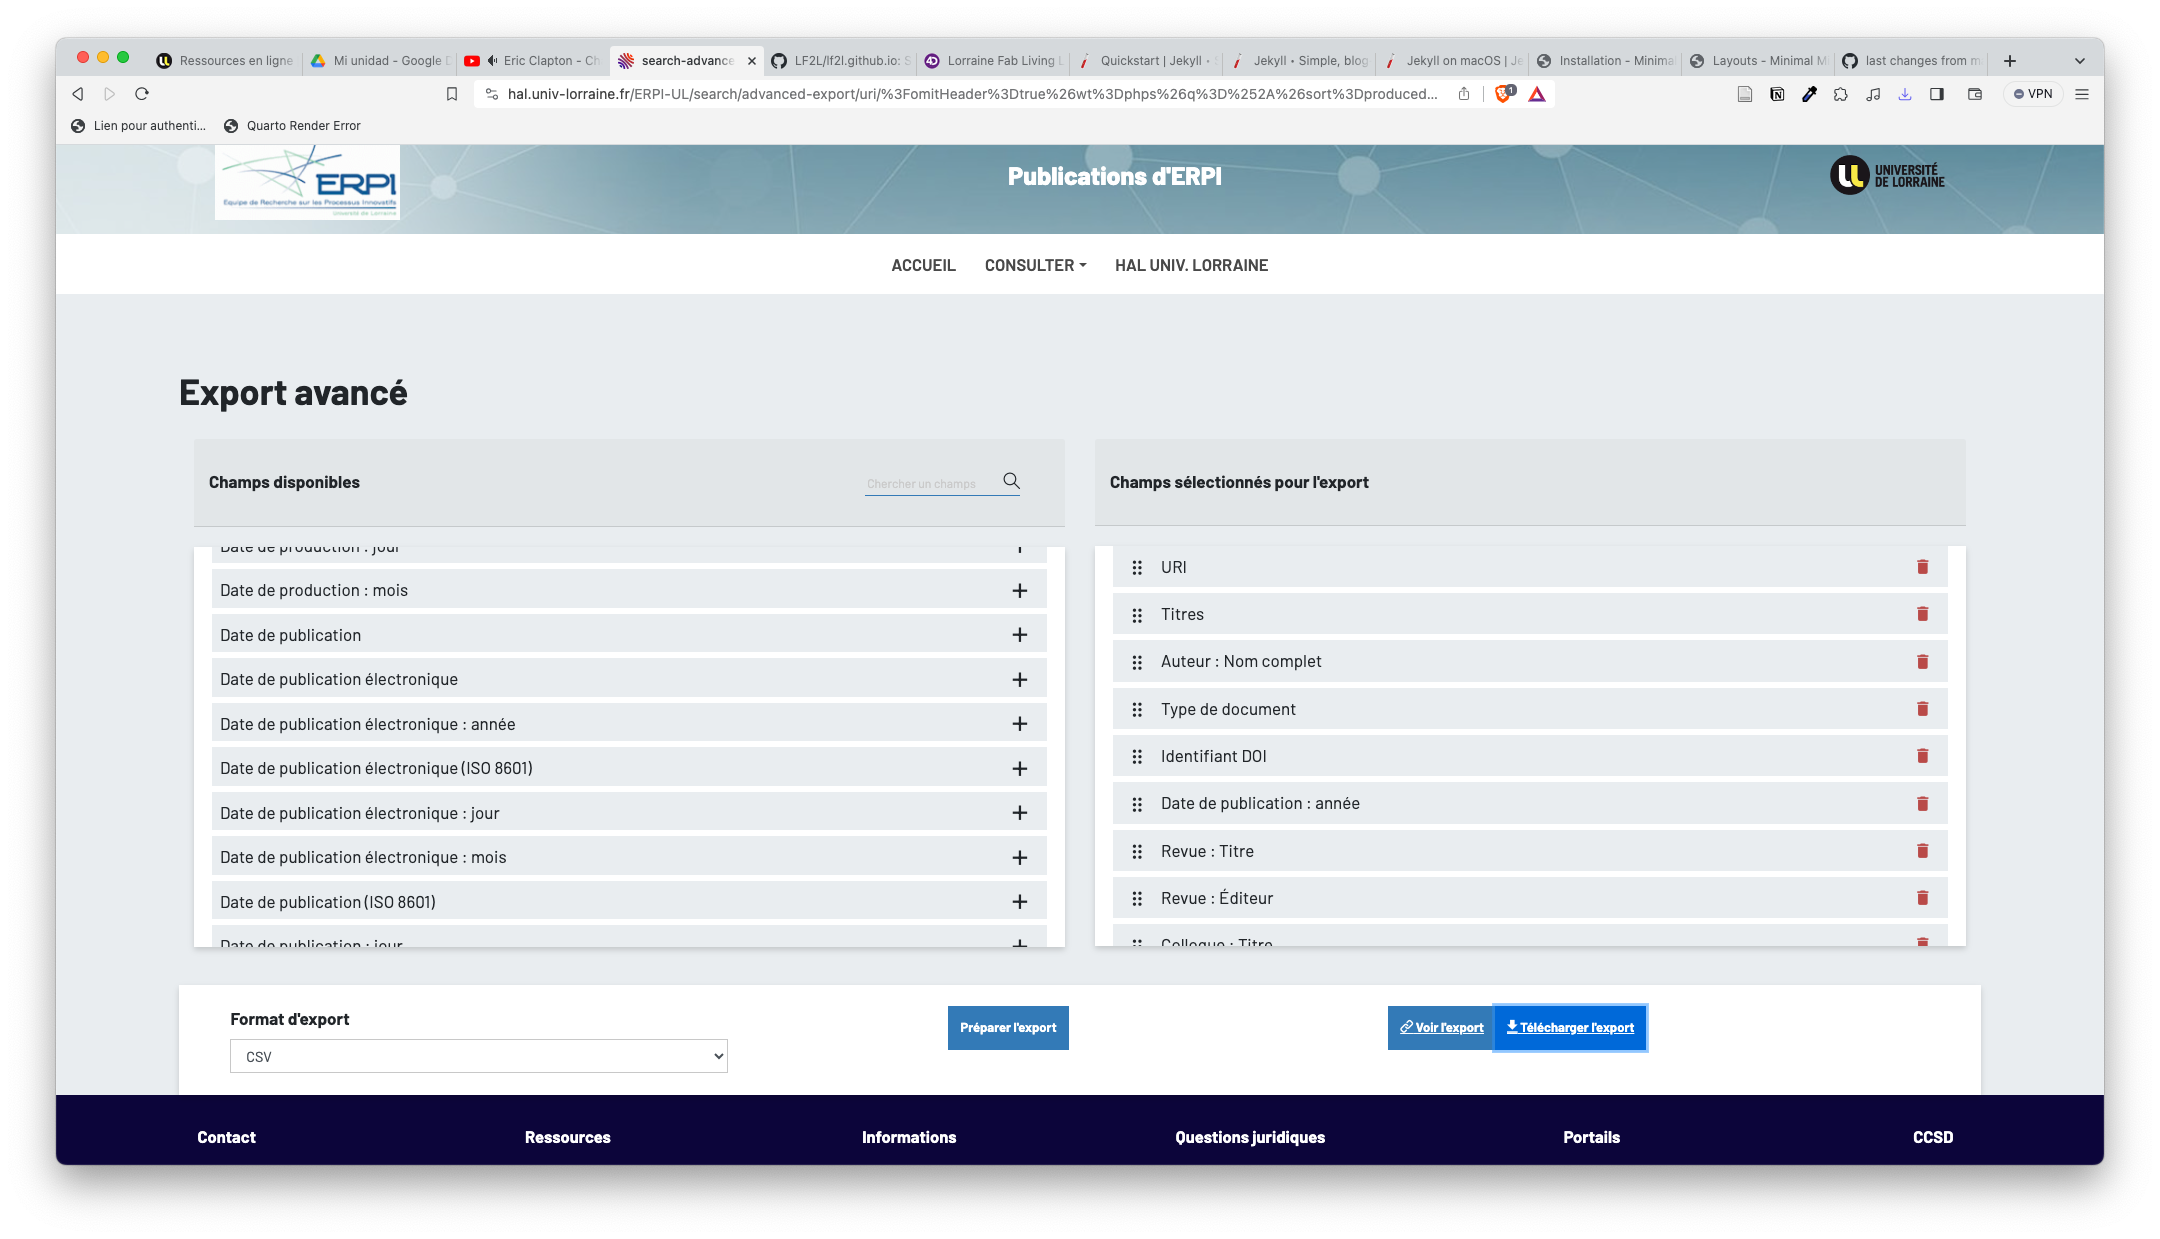 Ressources en ligne
Mi unidad - Google D
Eric Clapton - Ch
search-advance
LF2L/lf2l.github.io: S
Lorraine Fab Living L
Quickstart | Jekyll • S
Jekyll • Simple, blog
Jekyll on macOS | Je
Installation - Minima
Layouts - Minimal M
last changes from m
hal.univ-lorraine.fr/ERPI-UL/search/advanced-export/uri/%3FomitHeader%3Dtrue%26wt%3Dphps%26q%3D%252A%26sort%3Dproduced...
1
VPN
Lien pour authenti...
Quarto Render Error
ERPI
Equipe de Recherche sur les Processus Innovatifs
Université de Lorraine
Publications d'ERPI
UNIVERSITÉ
DE LORRAINE
ACCUEIL
CONSULTER
HAL UNIV. LORRAINE
Export avancé
Champs disponibles
Chercher un champs
Date de production : jour
Date de production : mois
Date de publication
Date de publication électronique
Date de publication électronique : année
Date de publication électronique (ISO 8601)
Date de publication électronique : jour
Date de publication électronique : mois
Date de publication (ISO 8601)
Date de publication : jour
Champs sélectionnés pour l'export
URI
Titres
Auteur : Nom complet
Type de document
Identifiant DOI
Date de publication : année
Revue : Titre
Revue : Éditeur
Colloque : Titre
Format d'export
CSV
Préparer l'export
Voir l'export
Télécharger l'export
Contact
Ressources
Informations
Questions juridiques
Portails
CCSD